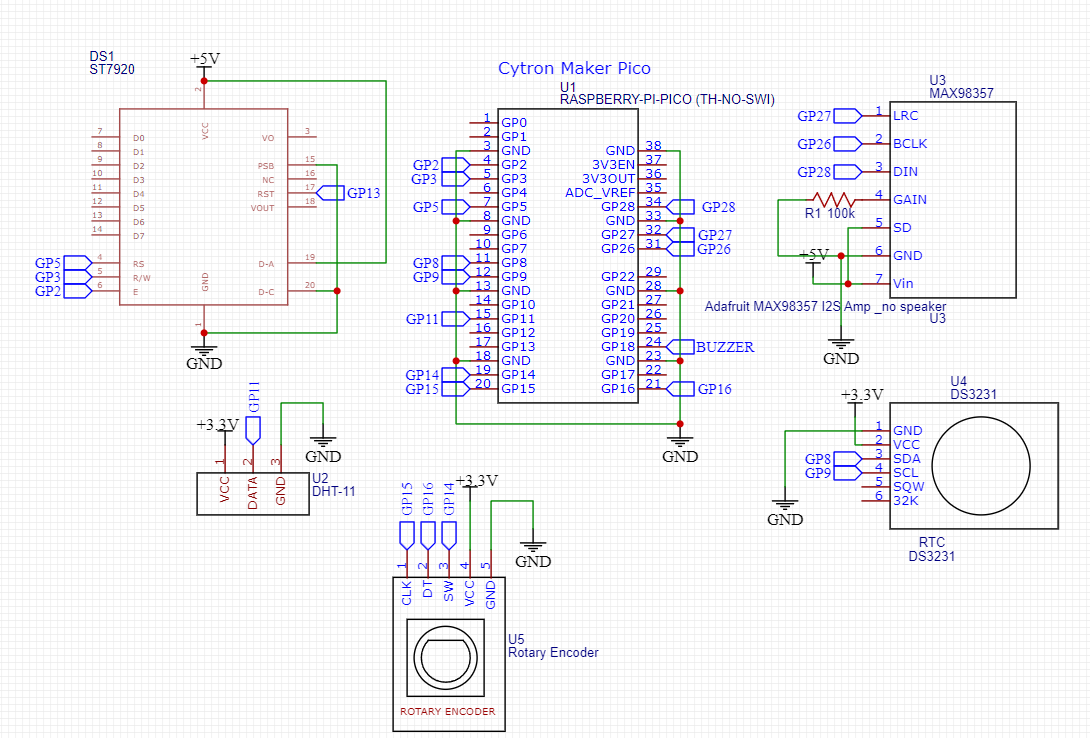 DS1
ST7920
+5V
2
VCC
7 D0
8 D1
9 D2
10 D3
11 D4
12 D5
13 D6
14 D7
GP5 4 RS
GP3 5 R/W
GP2 6 E
VO 3
PSB 15
NC 16
RST 17 GP13
VOUT 18
D-A 19
D-C 20
GND
1
GND
Cytron Maker Pico
U1
RASPBERRY-PI-PICO (TH-NO-SWI)
1 GP0
2 GP1
3 GND
GP2 4 GP2
GP3 5 GP3
6 GP4
GP5 7 GP5
8 GND
9 GP6
10 GP7
GP8 11 GP8
GP9 12 GP9
13 GND
14 GP10
GP11 15 GP11
16 GP12
17 GP13
18 GND
GP14 19 GP14
GP15 20 GP15
GND 38
3V3EN 37
3V3OUT 36
ADC_VREF 35
GP28 34 GP28
GND 33
GP27 32 GP27
GP26 31 GP26
GP22 29
GND 28
GP21 27
GP20 26
GP19 25
GP18 24 BUZZER
GND 23
GP17 22
GP16 21 GP16
GND
U3
MAX98357
GP27 1 LRC
GP26 2 BCLK
GP28 3 DIN
4 GAIN
R1 100k
5 SD
6 GND
+5V
7 Vin
Adafruit MAX98357 I2S Amp _no speaker
U3
GND
GP11
+3.3V
GND
1 2 3
VCC DATA GND
U2
DHT-11
U4
DS3231
+3.3V
1 GND
2 VCC
GP8 3 SDA
GP9 4 SCL
5 SQW
6 32K
GND
RTC
DS3231
GP15 GP16 GP14
+3.3V
GND
1 2 3 4 5
CLK DT SW VCC GND
U5
Rotary Encoder
ROTARY ENCODER